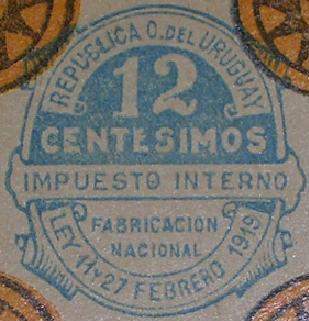 REPUBLICA O. DEL URUGUAY
12
CENTESIMOS
IMPUESTO INTERNO
FABRICACION
NACIONAL
LEY 11 Y 27 FEBRERO 1919